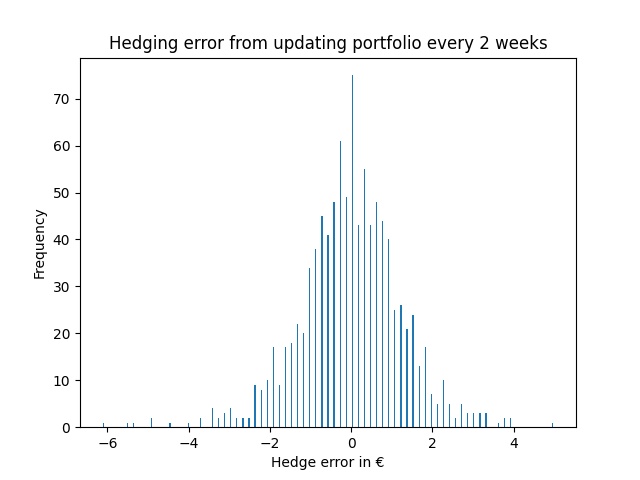 Hedging error from updating portfolio every 2 weeks
70
60
50
40
30
20
10
0
Frequency
−6 −4 −2 0 2 4
Hedge error in €